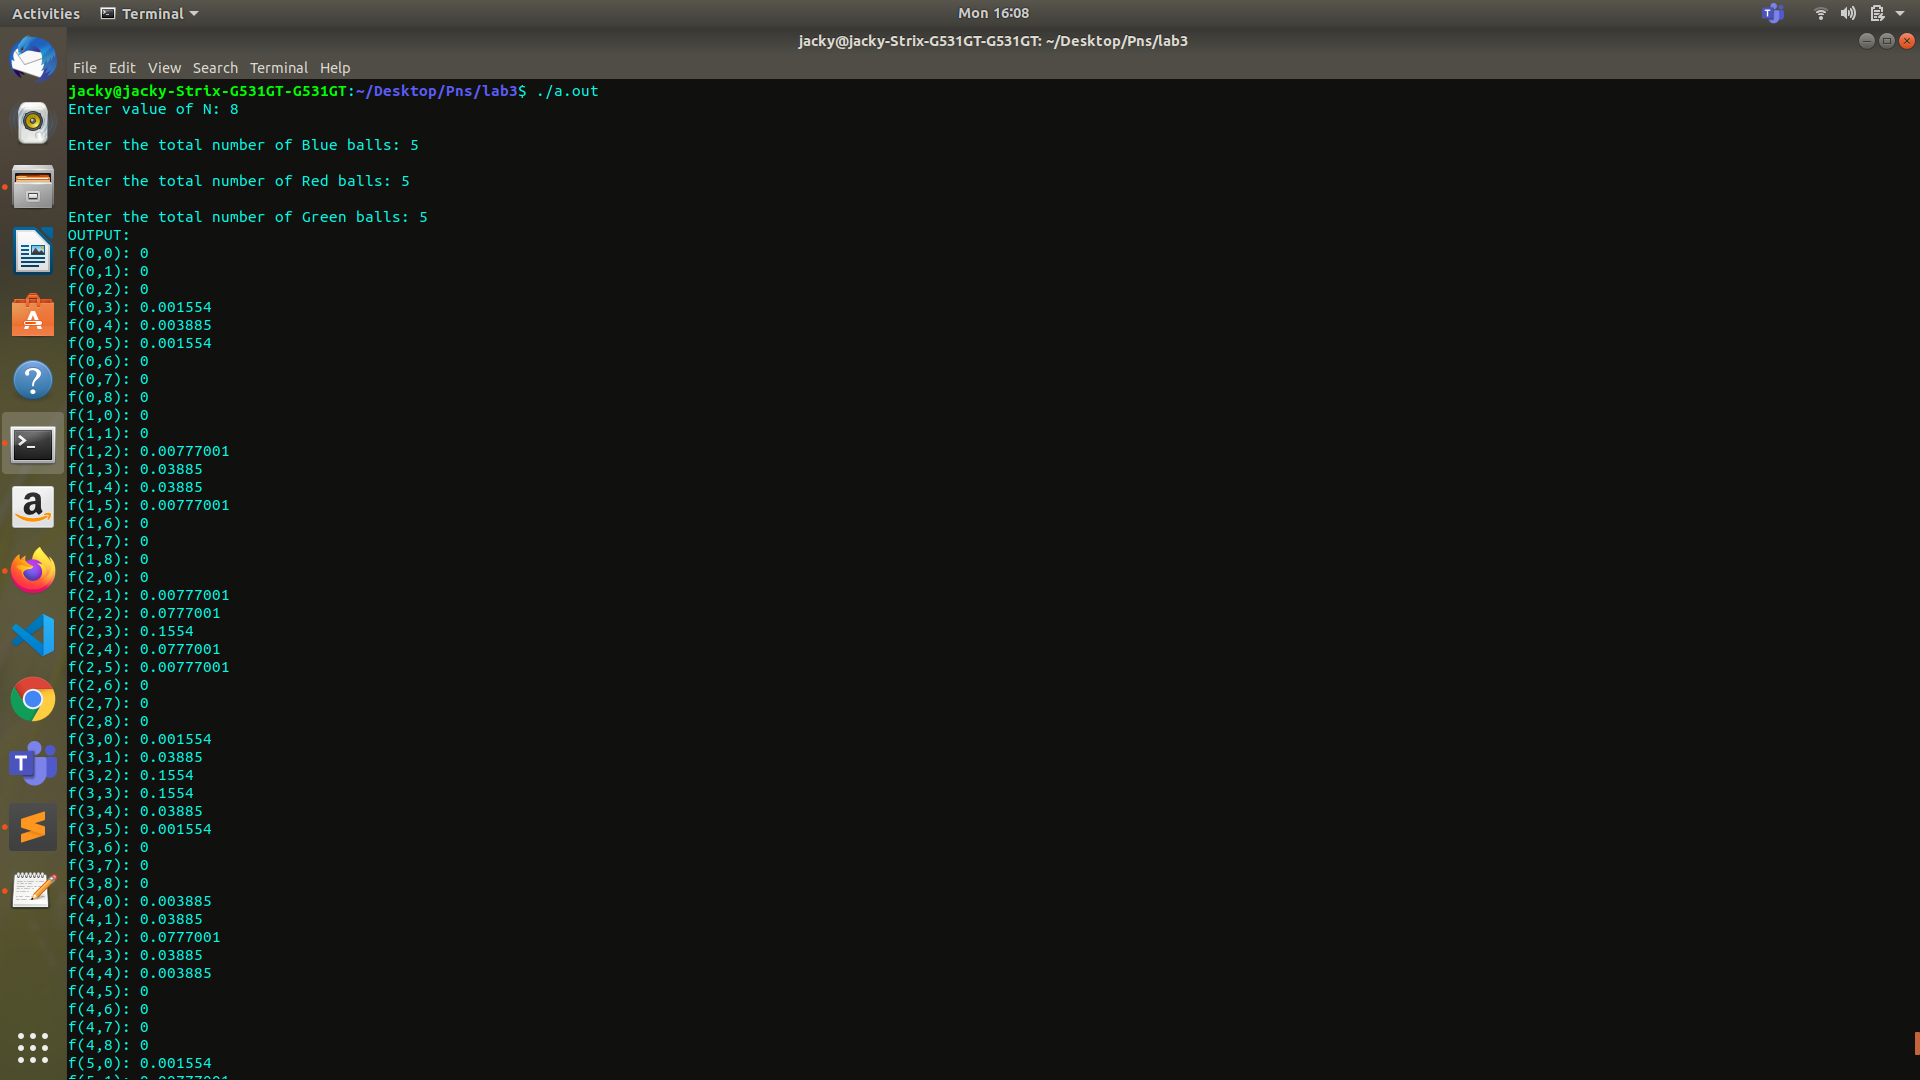 Activities Terminal Mon 16:08
jacky@jacky-Strix-G531GT-G531GT: ~/Desktop/Pns/lab3
File Edit View Search Terminal Help
jacky@jacky-Strix-G531GT-G531GT:~/Desktop/Pns/lab3$ ./a.out
Enter value of N: 8
Enter the total number of Blue balls: 5
Enter the total number of Red balls: 5
Enter the total number of Green balls: 5
OUTPUT:
f(0,0): 0
f(0,1): 0
f(0,2): 0
f(0,3): 0.001554
f(0,4): 0.003885
f(0,5): 0.001554
f(0,6): 0
f(0,7): 0
f(0,8): 0
f(1,0): 0
f(1,1): 0
f(1,2): 0.00777001
f(1,3): 0.03885
f(1,4): 0.03885
f(1,5): 0.00777001
f(1,6): 0
f(1,7): 0
f(1,8): 0
f(2,0): 0
f(2,1): 0.00777001
f(2,2): 0.0777001
f(2,3): 0.1554
f(2,4): 0.0777001
f(2,5): 0.00777001
f(2,6): 0
f(2,7): 0
f(2,8): 0
f(3,0): 0.001554
f(3,1): 0.03885
f(3,2): 0.1554
f(3,3): 0.1554
f(3,4): 0.03885
f(3,5): 0.001554
f(3,6): 0
f(3,7): 0
f(3,8): 0
f(4,0): 0.003885
f(4,1): 0.03885
f(4,2): 0.0777001
f(4,3): 0.03885
f(4,4): 0.003885
f(4,5): 0
f(4,6): 0
f(4,7): 0
f(4,8): 0
f(5,0): 0.001554